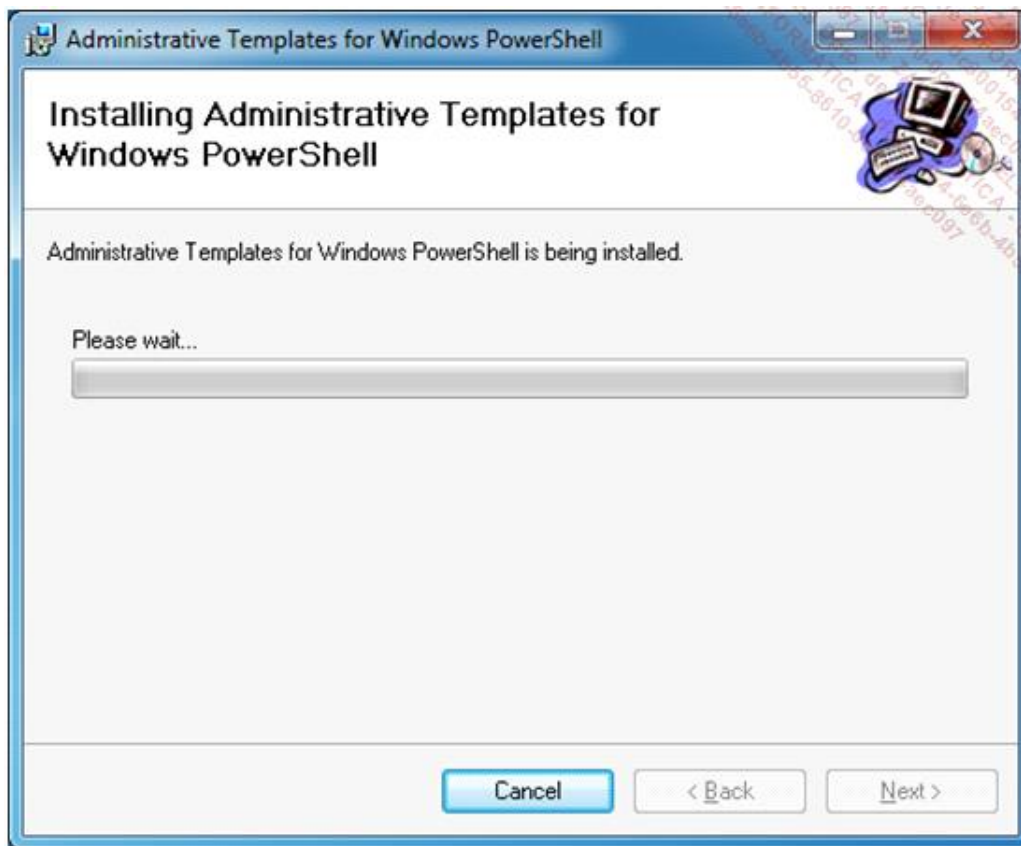 Administrative Templates for Windows PowerShell
Installing Administrative Templates for
Windows PowerShell
Administrative Templates for Windows PowerShell is being installed.
Please wait...
Cancel
< Back
Next >